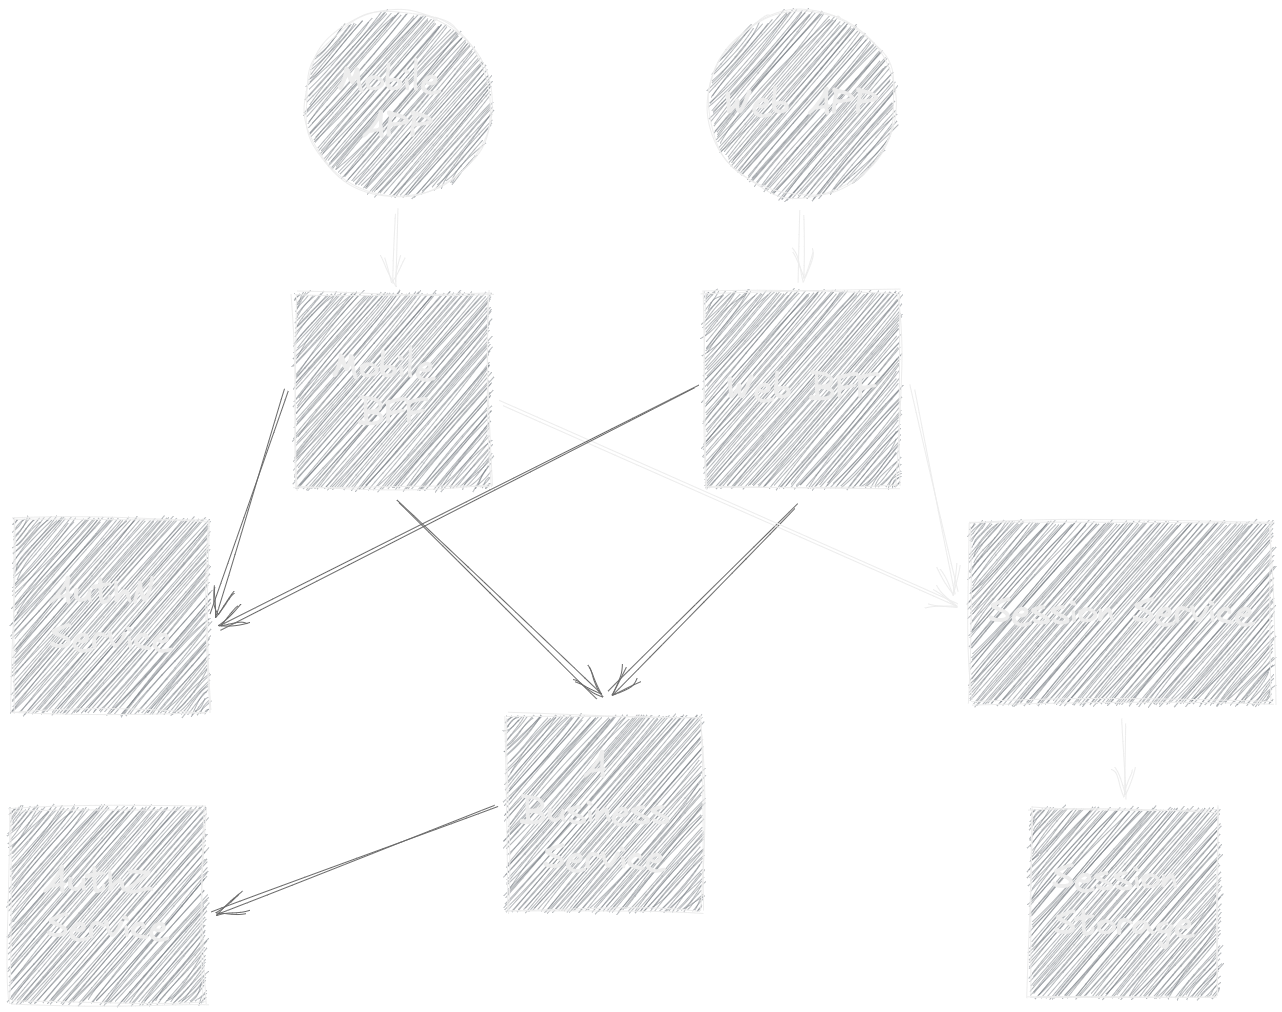 Mobile
APP
Web APP
Mobile
BFF
Web BFF
AuthN
Service
Session Service
A
Business
Service
AuthZ
Service
Session
Storage